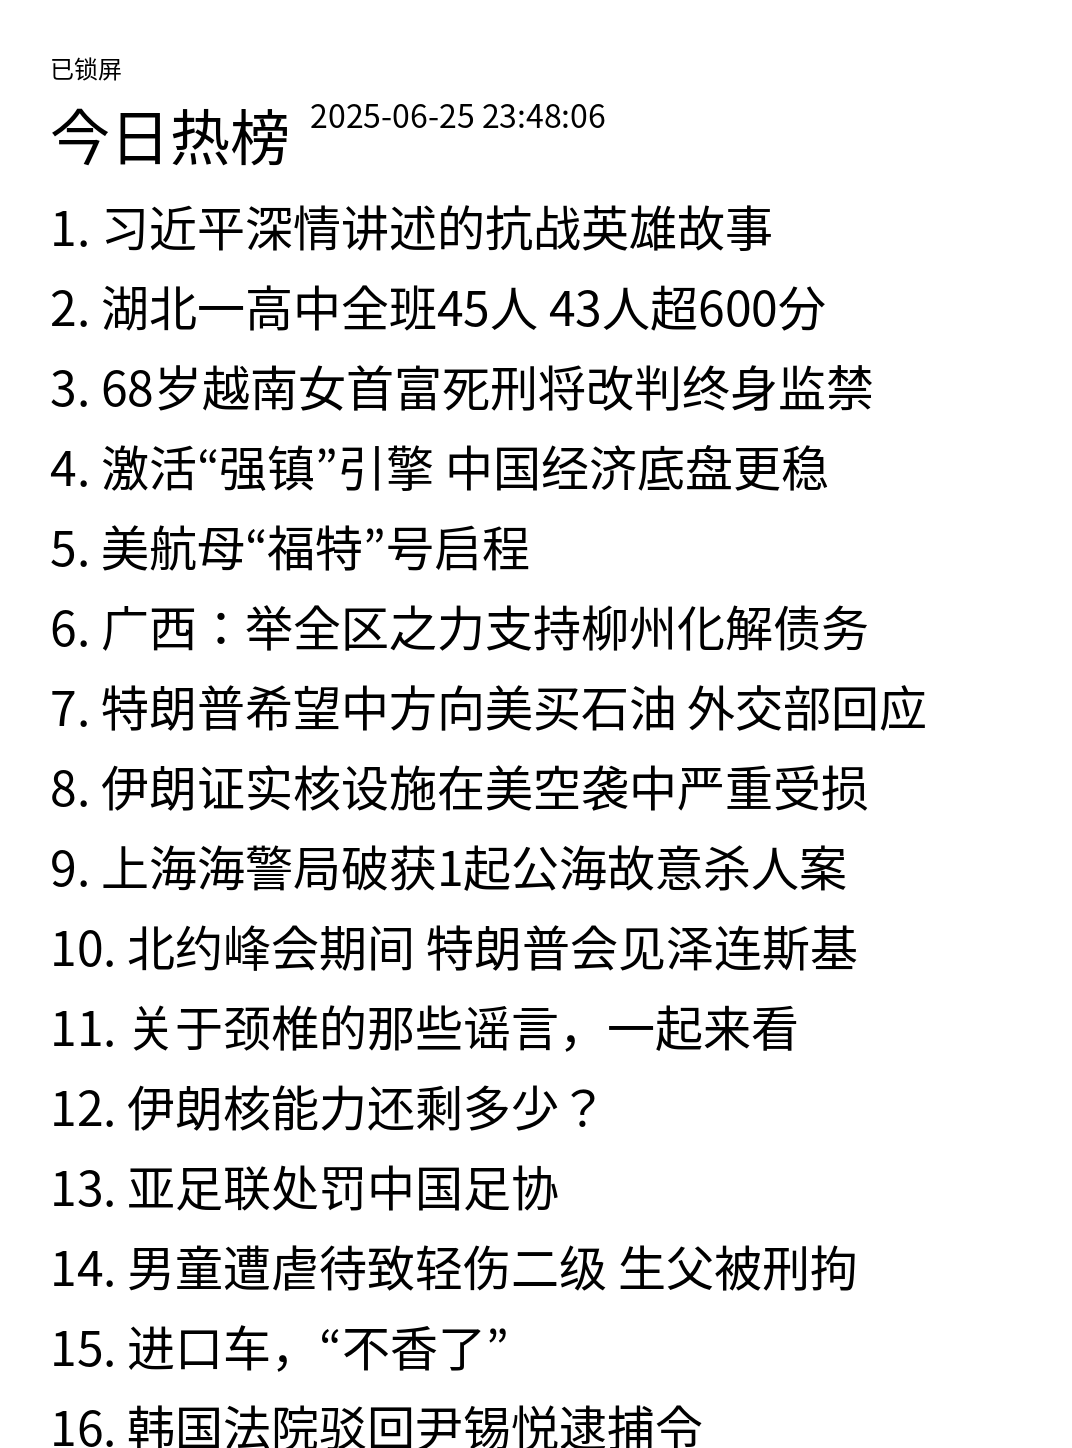 已锁屏
今日热榜 2025-06-25 23:48:06
1. 习近平深情讲述的抗战英雄故事
2. 湖北一高中全班45人 43人超600分
3. 68岁越南女首富死刑将改判终身监禁
4. 激活“强镇”引擎 中国经济底盘更稳
5. 美航母“福特”号启程
6. 广西：举全区之力支持柳州化解债务
7. 特朗普希望中方向美买石油 外交部回应
8. 伊朗证实核设施在美空袭中严重受损
9. 上海海警局破获1起公海故意杀人案
10. 北约峰会期间 特朗普会见泽连斯基
11. 关于颈椎的那些谣言，一起来看
12. 伊朗核能力还剩多少？
13. 亚足联处罚中国足协
14. 男童遭虐待致轻伤二级 生父被刑拘
15. 进口车，“不香了”
16. 韩国法院驳回尹锡悦逮捕令